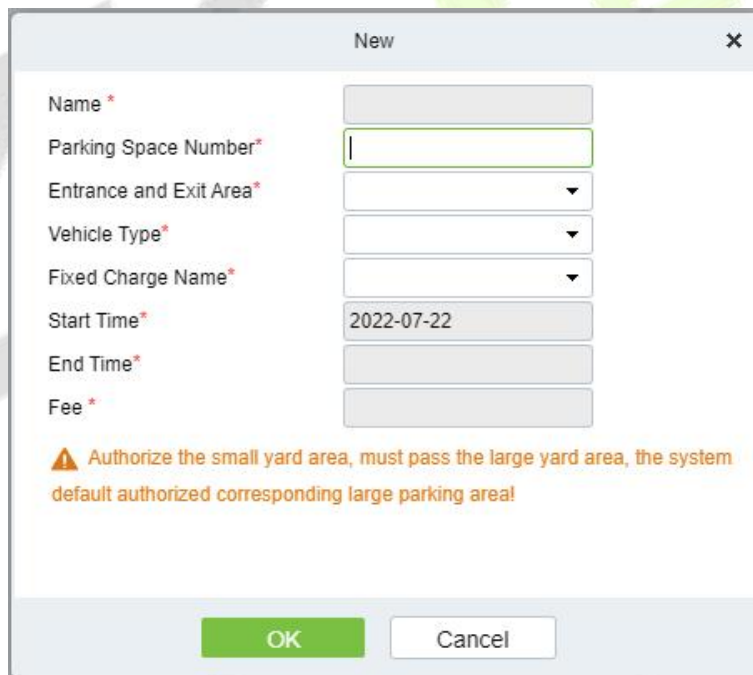 New
Name *
Parking Space Number*
Entrance and Exit Area*
Vehicle Type*
Fixed Charge Name*
Start Time* 2022-07-22
End Time*
Fee *
Authorize the small yard area, must pass the large yard area, the system
default authorized corresponding large parking area!
OK Cancel